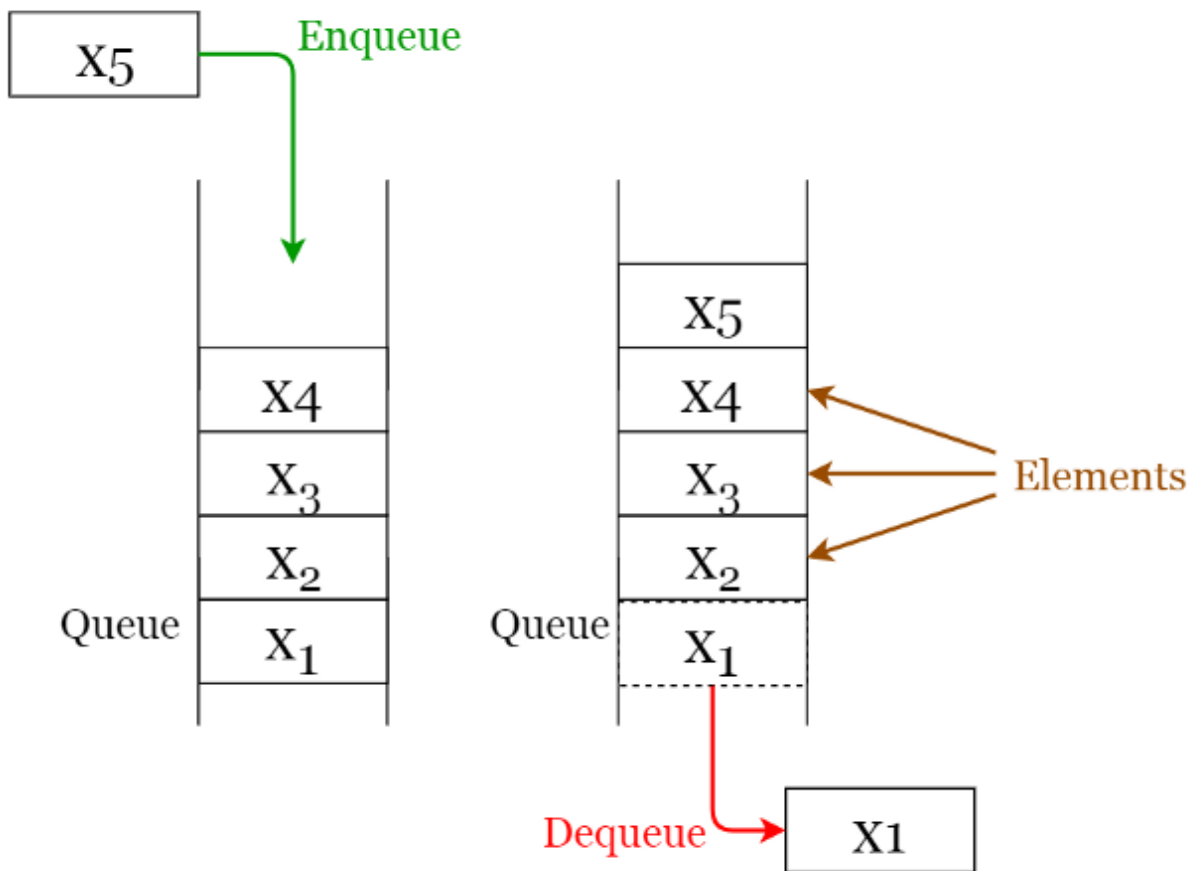 X5
Enqueue
X4
X3
X2
Queue
X1
X5
X4
X3
X2
Elements
Queue
X1
Dequeue
X1